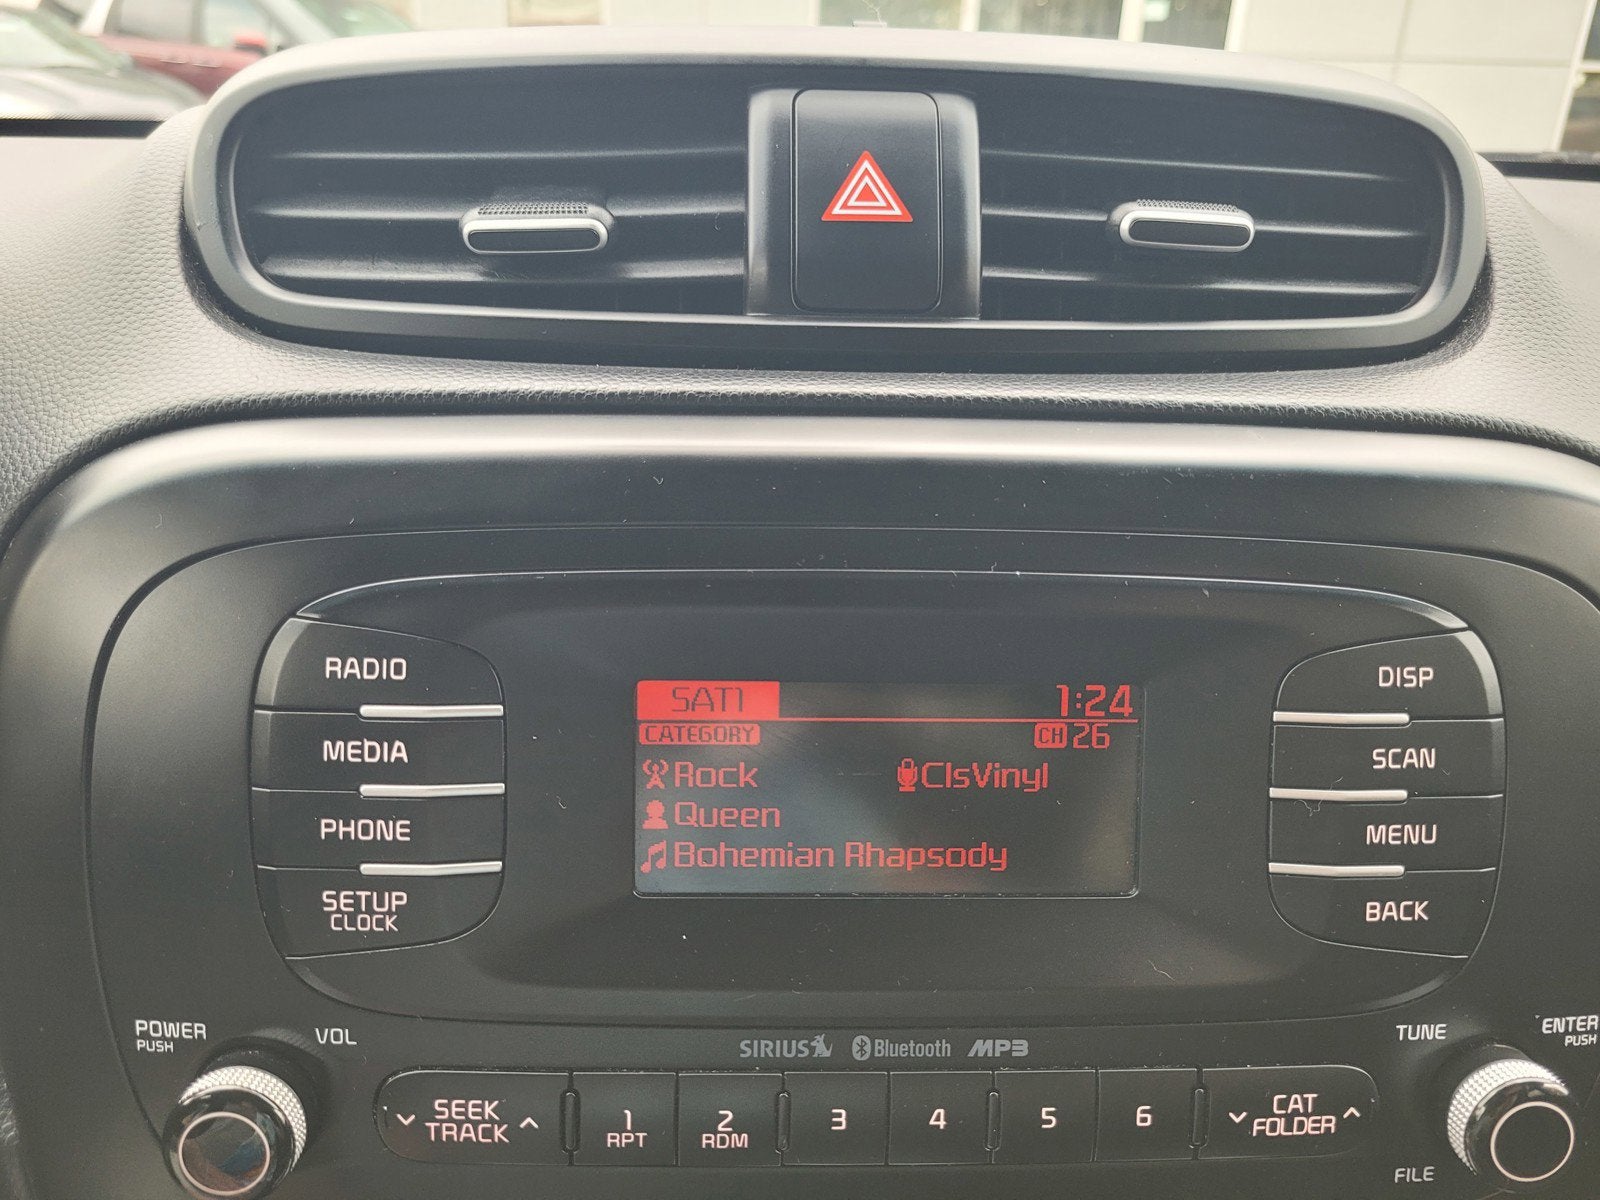 RADIO
MEDIA
PHONE
SETUP
CLOCK
SAT1
1:24
CATEGORY
CH 26
Rock
ClsVinyl
Queen
Bohemian Rhapsody
DISP
SCAN
MENU
BACK
POWER
PUSH
VOL
SIRIUS Bluetooth MP3
TUNE
ENTER
PUSH
SEEK
TRACK
1
RPT
2
RDM
3
4
5
6
CAT
FOLDER
FILE